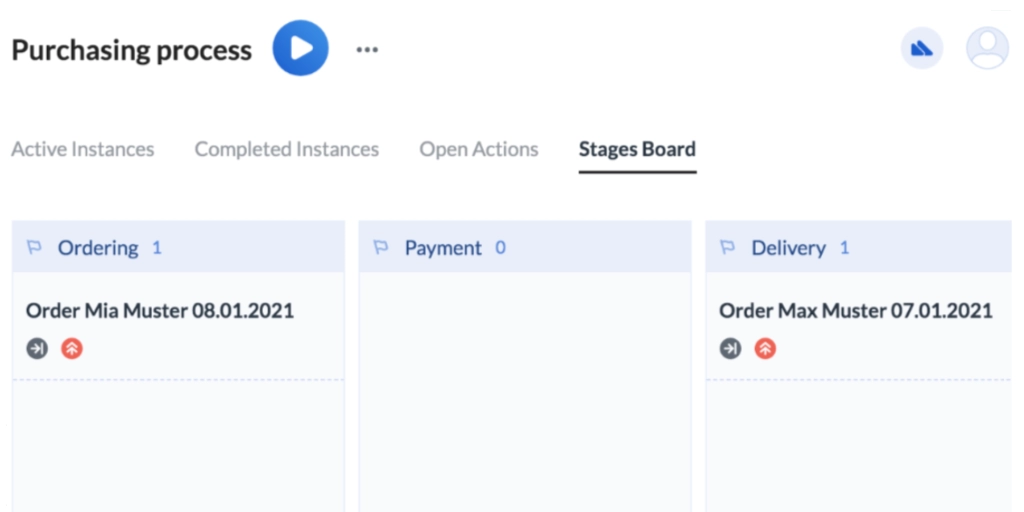 Purchasing process
Active Instances Completed Instances Open Actions Stages Board
Ordering 1
Order Mia Muster 08.01.2021
Payment 0
Delivery 1
Order Max Muster 07.01.2021